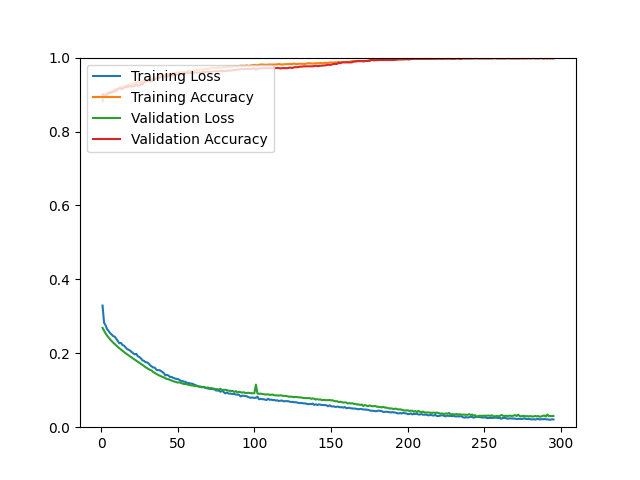 1.0
0.8
0.6
0.4
0.2
0.0
Training Loss
Training Accuracy
Validation Loss
Validation Accuracy
0 50 100 150 200 250 300